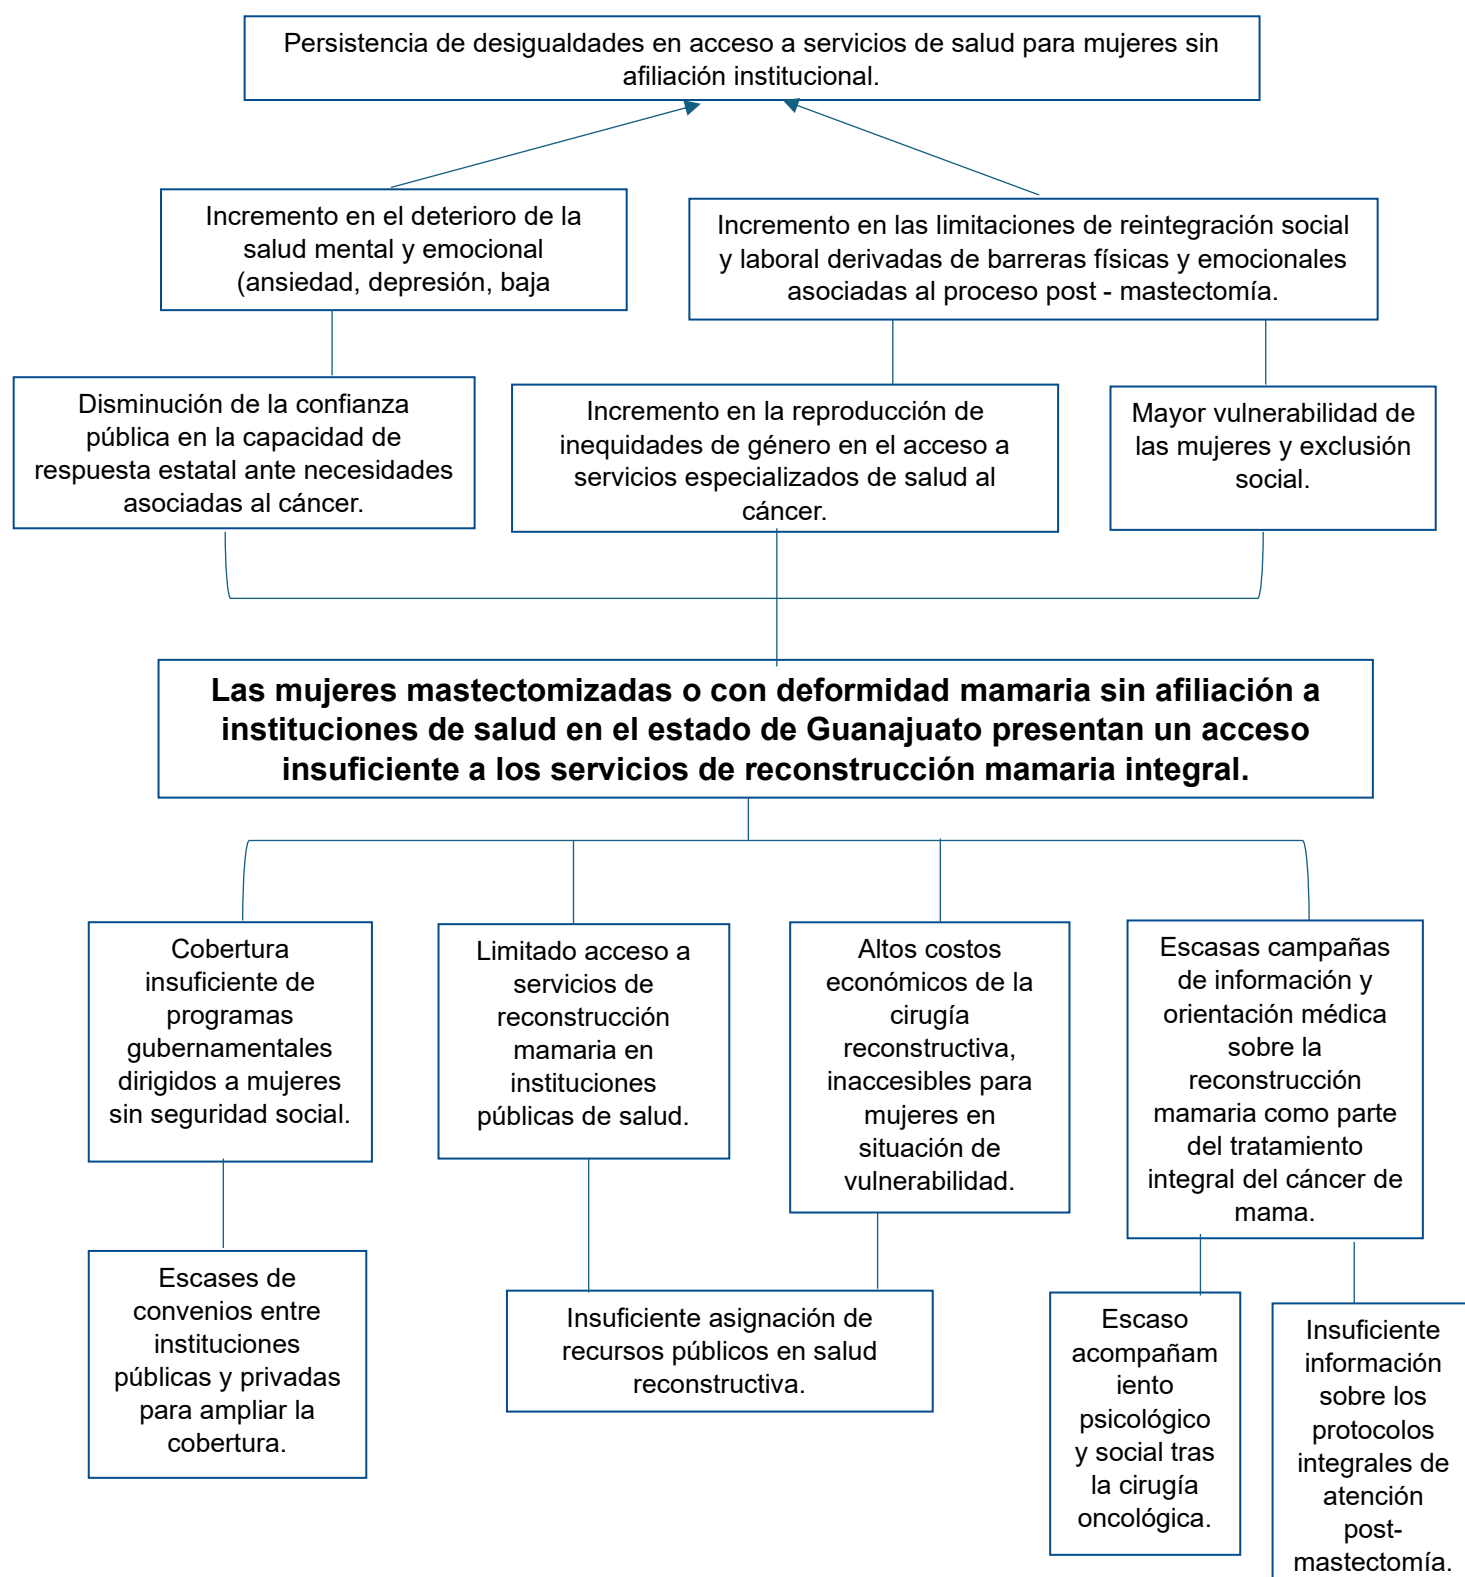 Persistencia de desigualdades en acceso a servicios de salud para mujeres sin
afiliación institucional.
Incremento en el deterioro de la
salud mental y emocional
(ansiedad, depresión, baja
Incremento en las limitaciones de reintegración social
y laboral derivadas de barreras físicas y emocionales
asociadas al proceso post - mastectomía.
Disminución de la confianza
pública en la capacidad de
respuesta estatal ante necesidades
asociadas al cáncer.
Incremento en la reproducción de
inequidades de género en el acceso a
servicios especializados de salud al
cáncer.
Mayor vulnerabilidad de
las mujeres y exclusión
social.
Las mujeres mastectomizadas o con deformidad mamaria sin afiliación a
instituciones de salud en el estado de Guanajuato presentan un acceso
insuficiente a los servicios de reconstrucción mamaria integral.
Cobertura
insuficiente de
programas
gubernamentales
dirigidos a mujeres
sin seguridad social.
Limitado acceso a
servicios de
reconstrucción
mamaria en
instituciones
públicas de salud.
Altos costos
económicos de la
cirugía
reconstructiva,
inaccesibles para
mujeres en
situación de
vulnerabilidad.
Escasas campañas
de información y
orientación médica
sobre la
reconstrucción
mamaria como parte
del tratamiento
integral del cáncer de
mama.
Escases de
convenios entre
instituciones
públicas y privadas
para ampliar la
cobertura.
Insuficiente asignación de
recursos públicos en salud
reconstructiva.
Escaso
acompañam
iento
psicológico
y social tras
la cirugía
oncológica.
Insuficiente
información
sobre los
protocolos
integrales de
atención
post-
mastectomía.